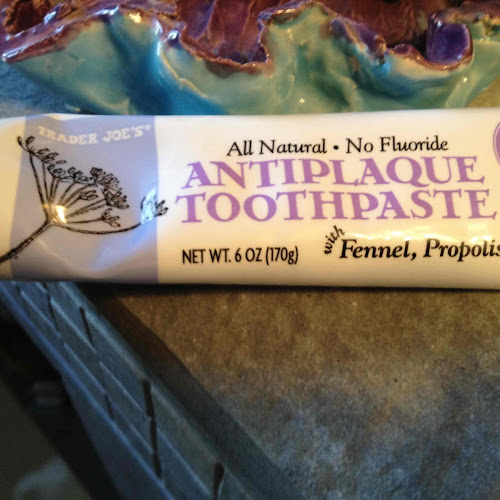 TRADER JOE'S®
All Natural • No Fluoride
ANTIPLAQUE
TOOTHPASTE
NET WT. 6 OZ (170g)
with Fennel, Propolis